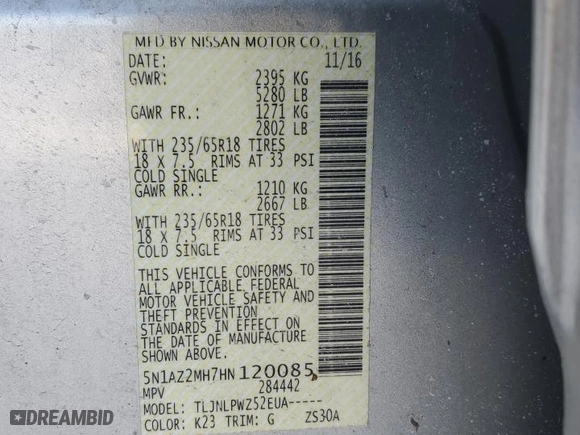 MFD BY NISSAN MOTOR CO., LTD.
DATE: 11/16
GVWR: 2395 KG
5280 LB
GAWR FR.: 1271 KG
2802 LB
WITH 235/65R18 TIRES
18 X 7.5 RIMS AT 33 PSI
COLD SINGLE
GAWR RR.: 1210 KG
2667 LB
WITH 235/65R18 TIRES
18 X 7.5 RIMS AT 33 PSI
COLD SINGLE
THIS VEHICLE CONFORMS TO
ALL APPLICABLE FEDERAL
MOTOR VEHICLE SAFETY AND
THEFT PREVENTION
STANDARDS IN EFFECT ON
THE DATE OF MANUFACTURE
SHOWN ABOVE.
5N1AZ2MH7HN120085
MPV 284442
MODEL: TLJNLPWZ52EUA-----
COLOR: K23 TRIM: G ZS30A
DREAMBID